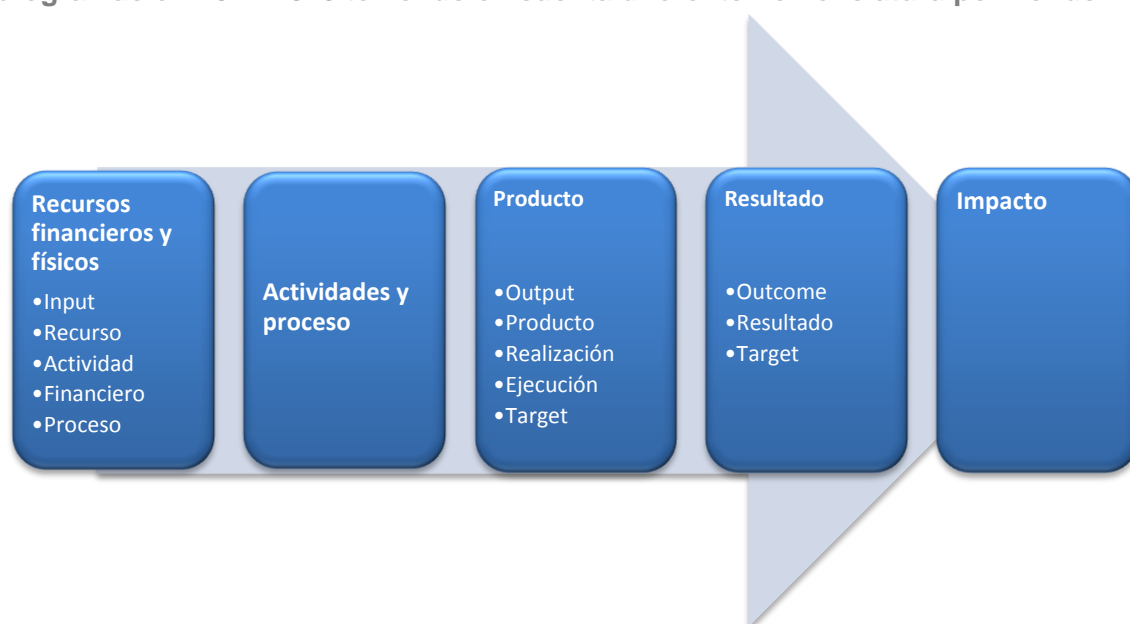 Recursos
financieros y
físicos
•Input
•Recurso
•Actividad
•Financiero
•Proceso
Actividades y
proceso
Producto
•Output
•Producto
•Realización
•Ejecución
•Target
Resultado
•Outcome
•Resultado
•Target
Impacto